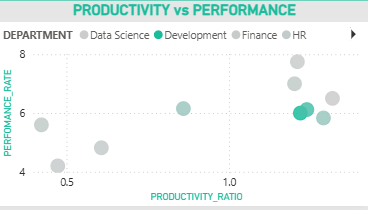 PRODUCTIVITY vs PERFORMANCE
DEPARTMENT Data Science Development Finance HR
8
6
4
PERFOMANCE_RATE
0.5 1.0
PRODUCTIVITY_RATIO